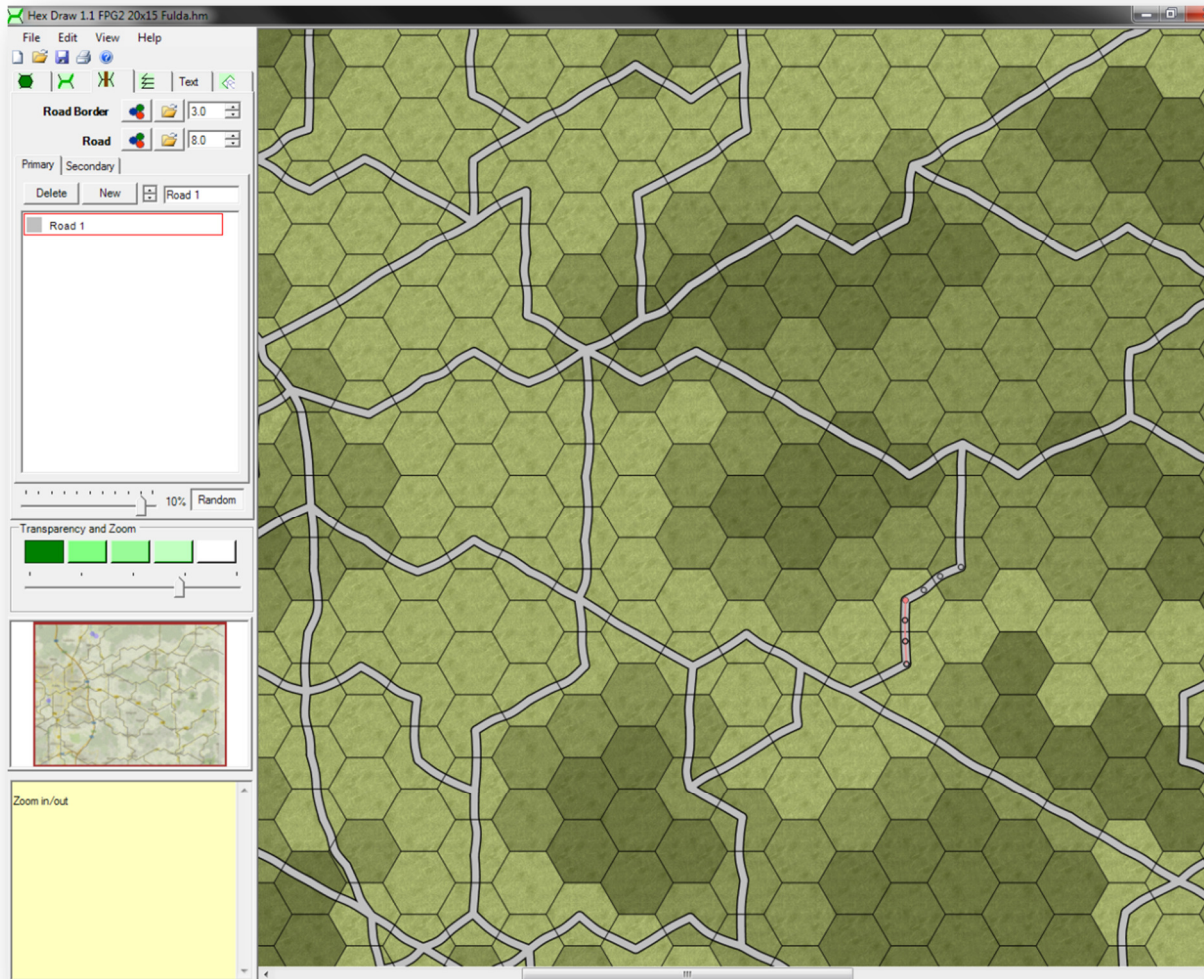 Hex Draw 1.1 FPG2 20x15 Fulda.hm
File Edit View Help
Text
Road Border 3.0
Road 8.0
Primary Secondary
Delete New Road 1
Road 1
10% Random
Transparency and Zoom
Zoom in/out